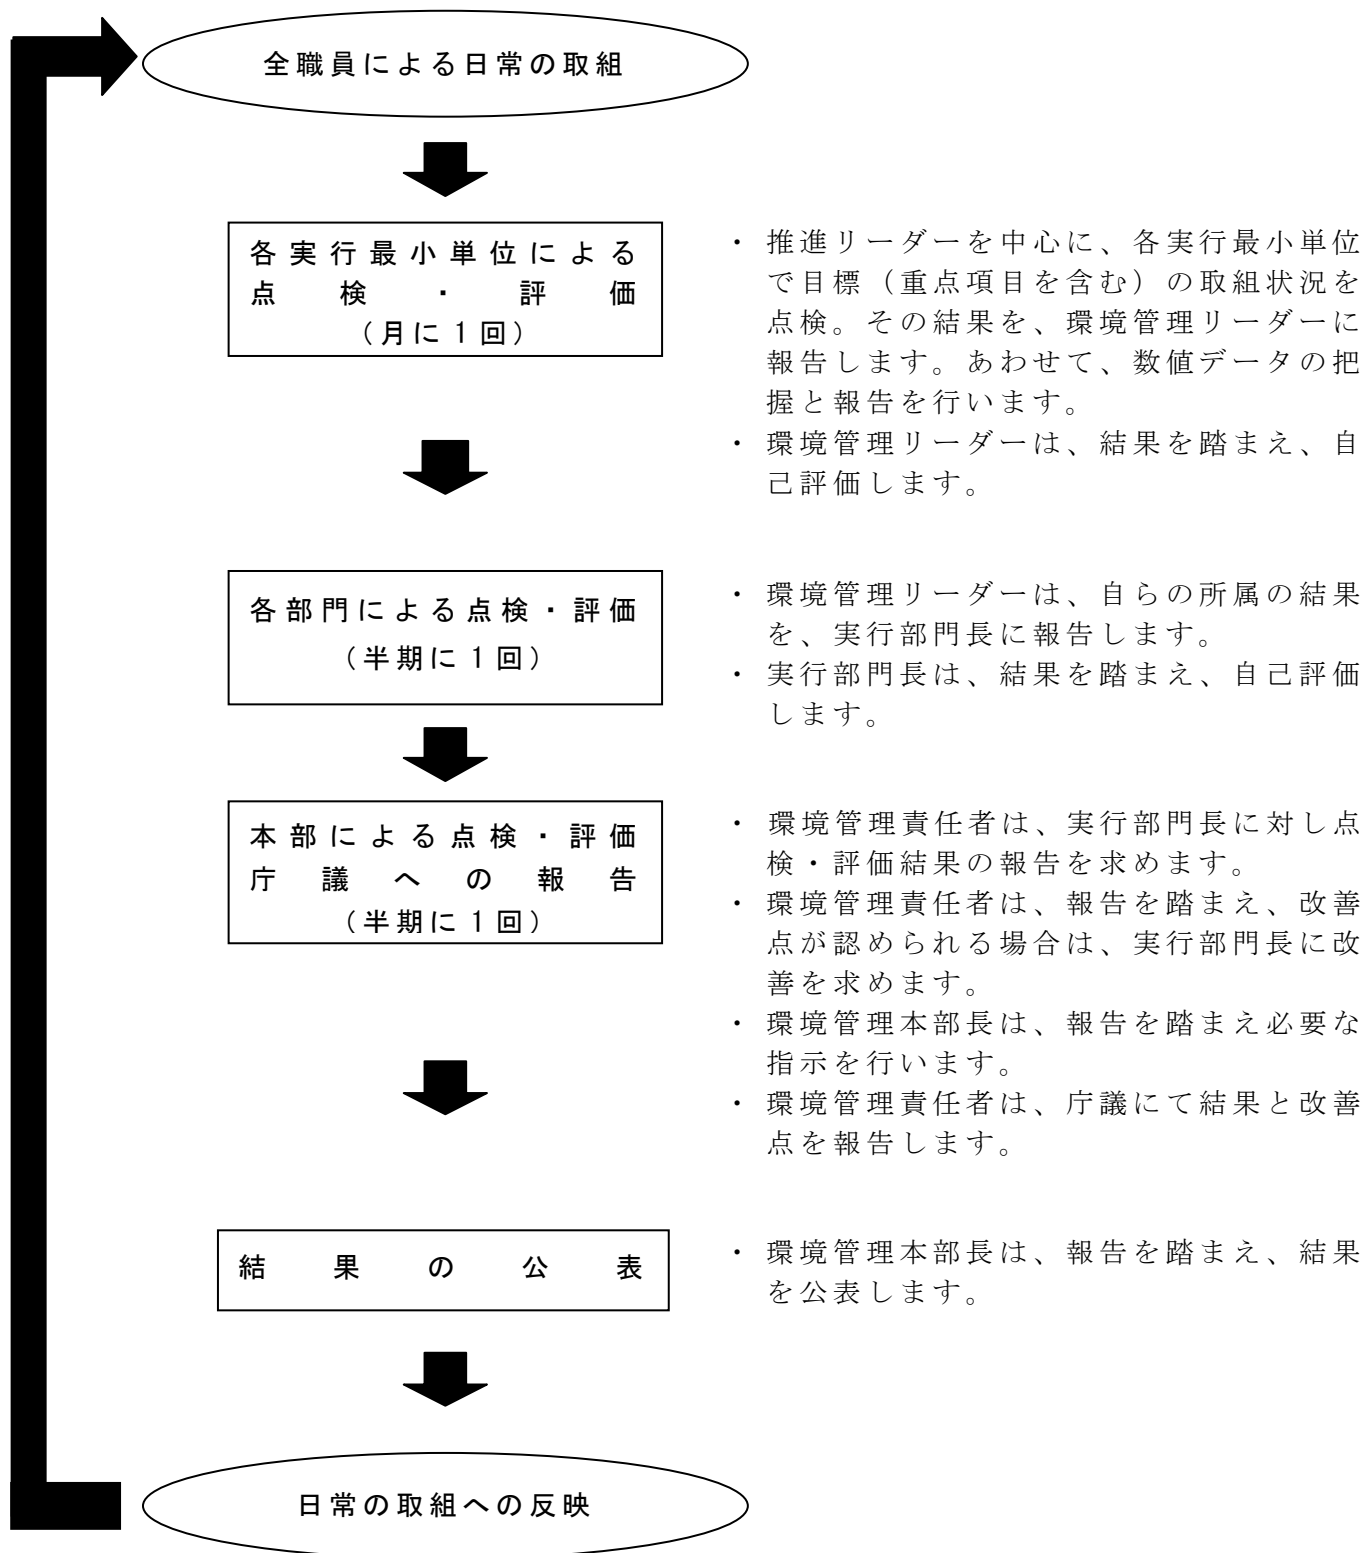 全職員による日常の取組
各実行最小単位による
点検・評価
（月に１回）
・推進リーダーを中心に、各実行最小単位
で目標（重点項目を含む）の取組状況を
点検。その結果を、環境管理リーダーに
報告します。あわせて、数値データの把
握と報告を行います。
・環境管理リーダーは、結果を踏まえ、自
己評価します。
各部門による点検・評価
（半期に１回）
・環境管理リーダーは、自らの所属の結果
を、実行部門長に報告します。
・実行部門長は、結果を踏まえ、自己評価
します。
本部による点検・評価
庁議への報告
（半期に１回）
・環境管理責任者は、実行部門長に対し点
検・評価結果の報告を求めます。
・環境管理責任者は、報告を踏まえ、改善
点が認められる場合は、実行部門長に改
善を求めます。
・環境管理本部長は、報告を踏まえ必要な
指示を行います。
・環境管理責任者は、庁議にて結果と改善
点を報告します。
結果の公表
・環境管理本部長は、報告を踏まえ、結果
を公表します。
日常の取組への反映